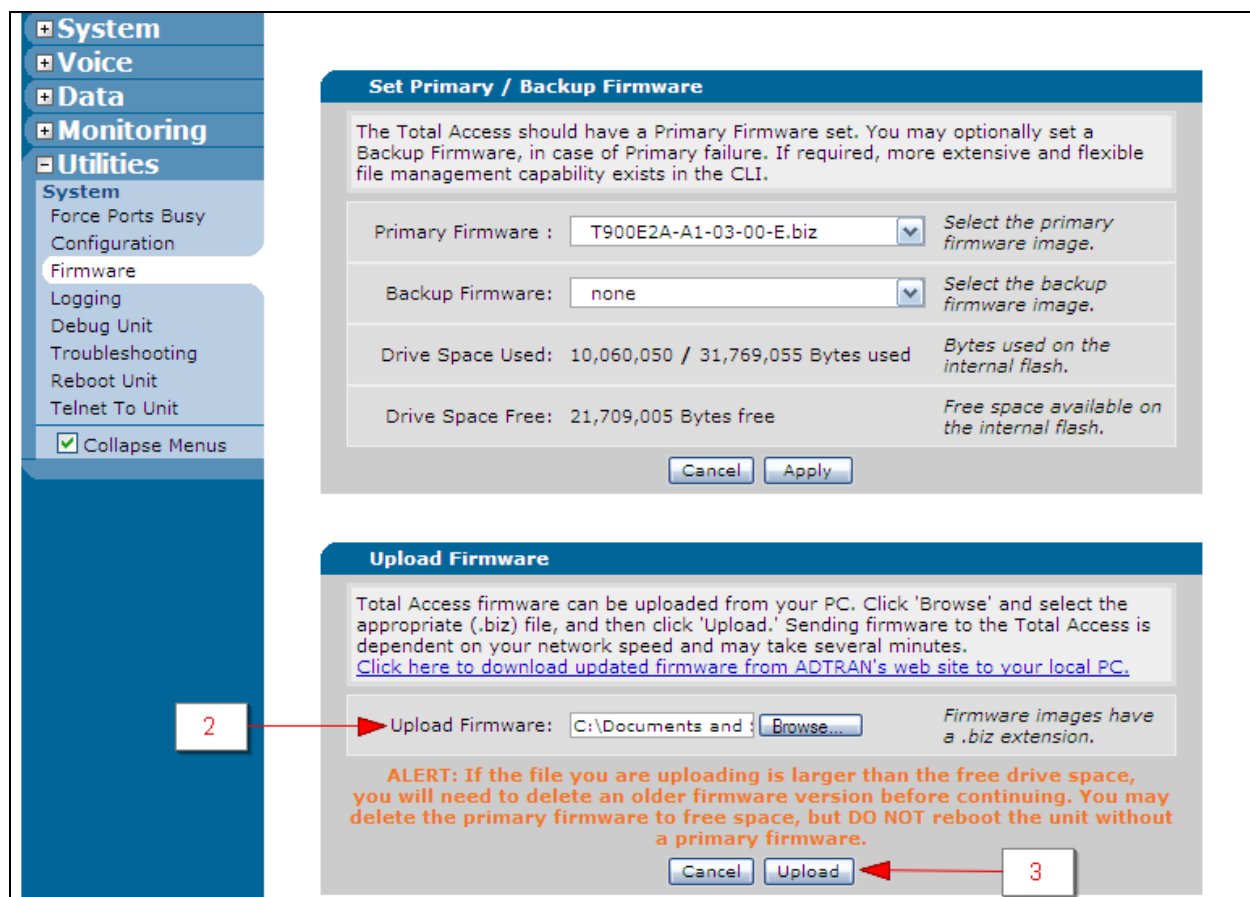 System
Voice
Data
Monitoring
Utilities
System
Force Ports Busy
Configuration
Firmware
Logging
Debug Unit
Troubleshooting
Reboot Unit
Telnet To Unit
Collapse Menus
Set Primary / Backup Firmware
The Total Access should have a Primary Firmware set. You may optionally set a
Backup Firmware, in case of Primary failure. If required, more extensive and flexible
file management capability exists in the CLI.
Primary Firmware : T900E2A-A1-03-00-E.biz Select the primary
firmware image.
Backup Firmware: none Select the backup
firmware image.
Drive Space Used: 10,060,050 / 31,769,055 Bytes used Bytes used on the
internal flash.
Drive Space Free: 21,709,005 Bytes free Free space available on
the internal flash.
Cancel Apply
Upload Firmware
Total Access firmware can be uploaded from your PC. Click 'Browse' and select the
appropriate (.biz) file, and then click 'Upload.' Sending firmware to the Total Access is
dependent on your network speed and may take several minutes.
Click here to download updated firmware from ADTRAN's web site to your local PC.
2 Upload Firmware: C:\Documents and Browse... Firmware images have
a .biz extension.
ALERT: If the file you are uploading is larger than the free drive space,
you will need to delete an older firmware version before continuing. You may
delete the primary firmware to free space, but DO NOT reboot the unit without
a primary firmware.
Cancel Upload 3